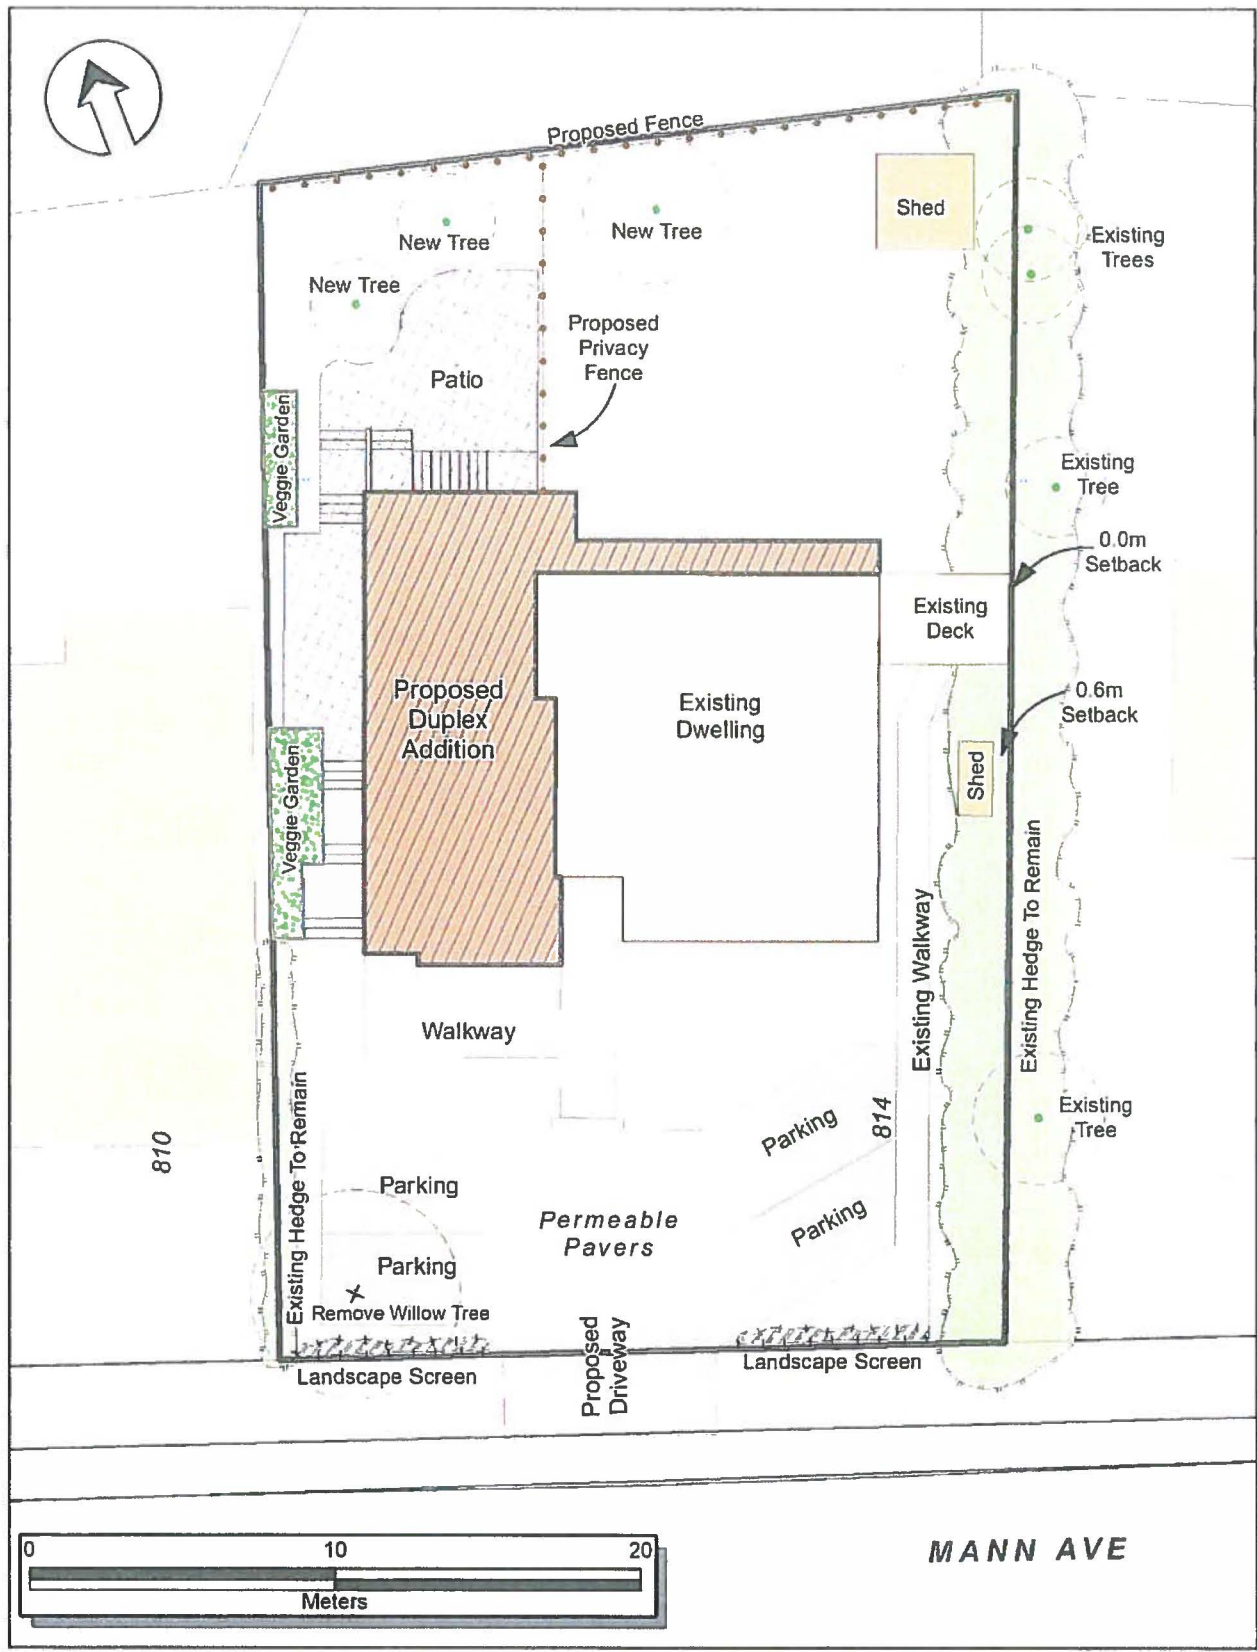 Proposed Fence
Shed
New Tree
New Tree
Existing
Trees
New Tree
Proposed
Privacy
Fence
Patio
Veggie Garden
Existing
Tree
0.0m
Setback
Existing
Deck
Proposed
Duplex
Addition
Existing
Dwelling
0.6m
Setback
Shed
Veggie Garden
Existing Walkway
Existing Hedge To Remain
Walkway
Existing Hedge To Remain
810
Parking
814
Existing
Tree
Parking
Permeable
Pavers
Parking
Parking
Remove Willow Tree
Landscape Screen
Proposed
Driveway
Landscape Screen
0 10 20
Meters
MANN AVE